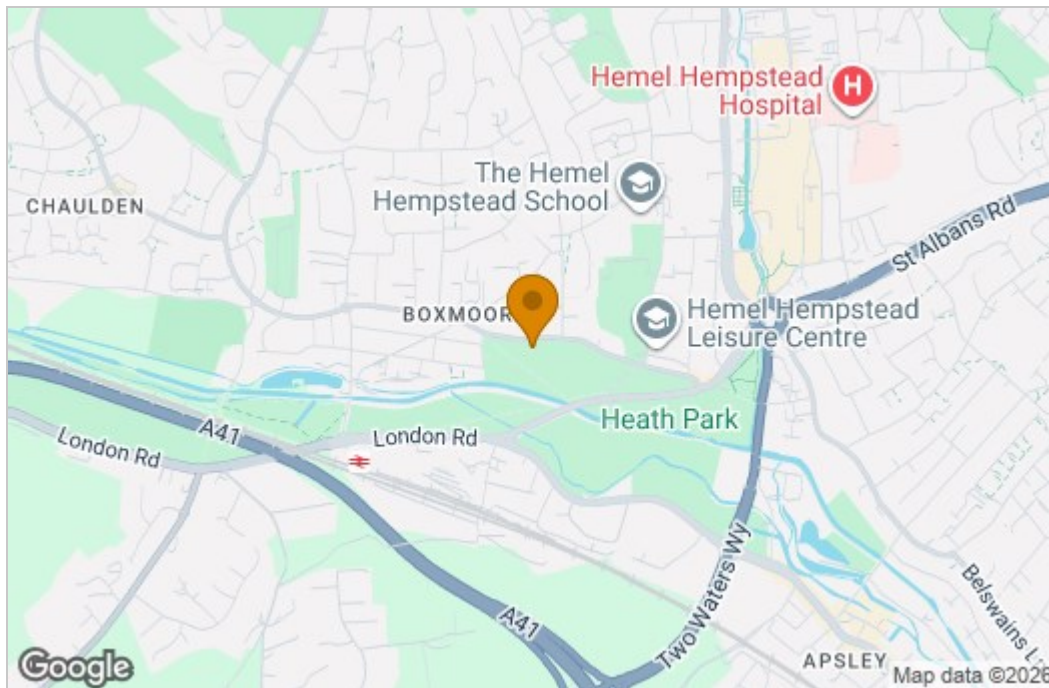 Hemel Hempstead
Hospital
H
The Hemel
Hempstead School
CHAULDEN
St Albans Rd
BOXMOOR
Hemel Hempstead
Leisure Centre
Heath Park
A41
London Rd
London Rd
Two Waters Wy
A41
Belswains L
APSLEY
Google
Map data ©2026